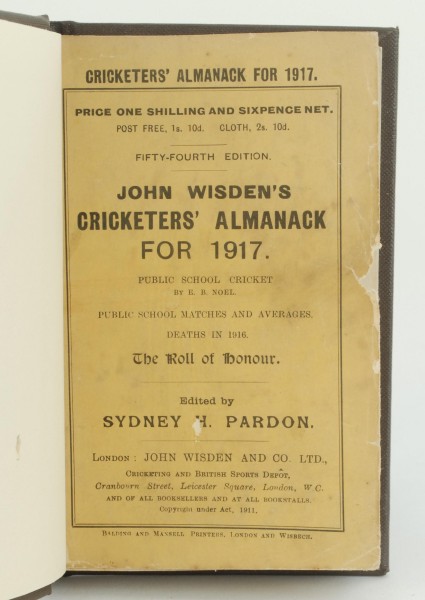 CRICKETERS' ALMANACK FOR 1917.
PRICE ONE SHILLING AND SIXPENCE NET.
POST FREE, 1s. 10d. CLOTH, 2s. 10d.
FIFTY-FOURTH EDITION.
JOHN WISDEN'S
CRICKETERS' ALMANACK
FOR 1917.
PUBLIC SCHOOL CRICKET
BY E. B. NOEL.
PUBLIC SCHOOL MATCHES AND AVERAGES.
DEATHS IN 1916.
The Roll of Honour.
Edited by
SYDNEY H. PARDON.
LONDON: JOHN WISDEN AND CO. LTD.,
CRICKETING AND BRITISH SPORTS DEPÔT,
Cranbourn Street, Leicester Square, London, W.C.
AND OF ALL BOOKSELLERS AND AT ALL BOOKSTALLS.
Copyright under Act, 1911.
BALDING AND MANSELL PRINTERS, LONDON AND WISBECH.